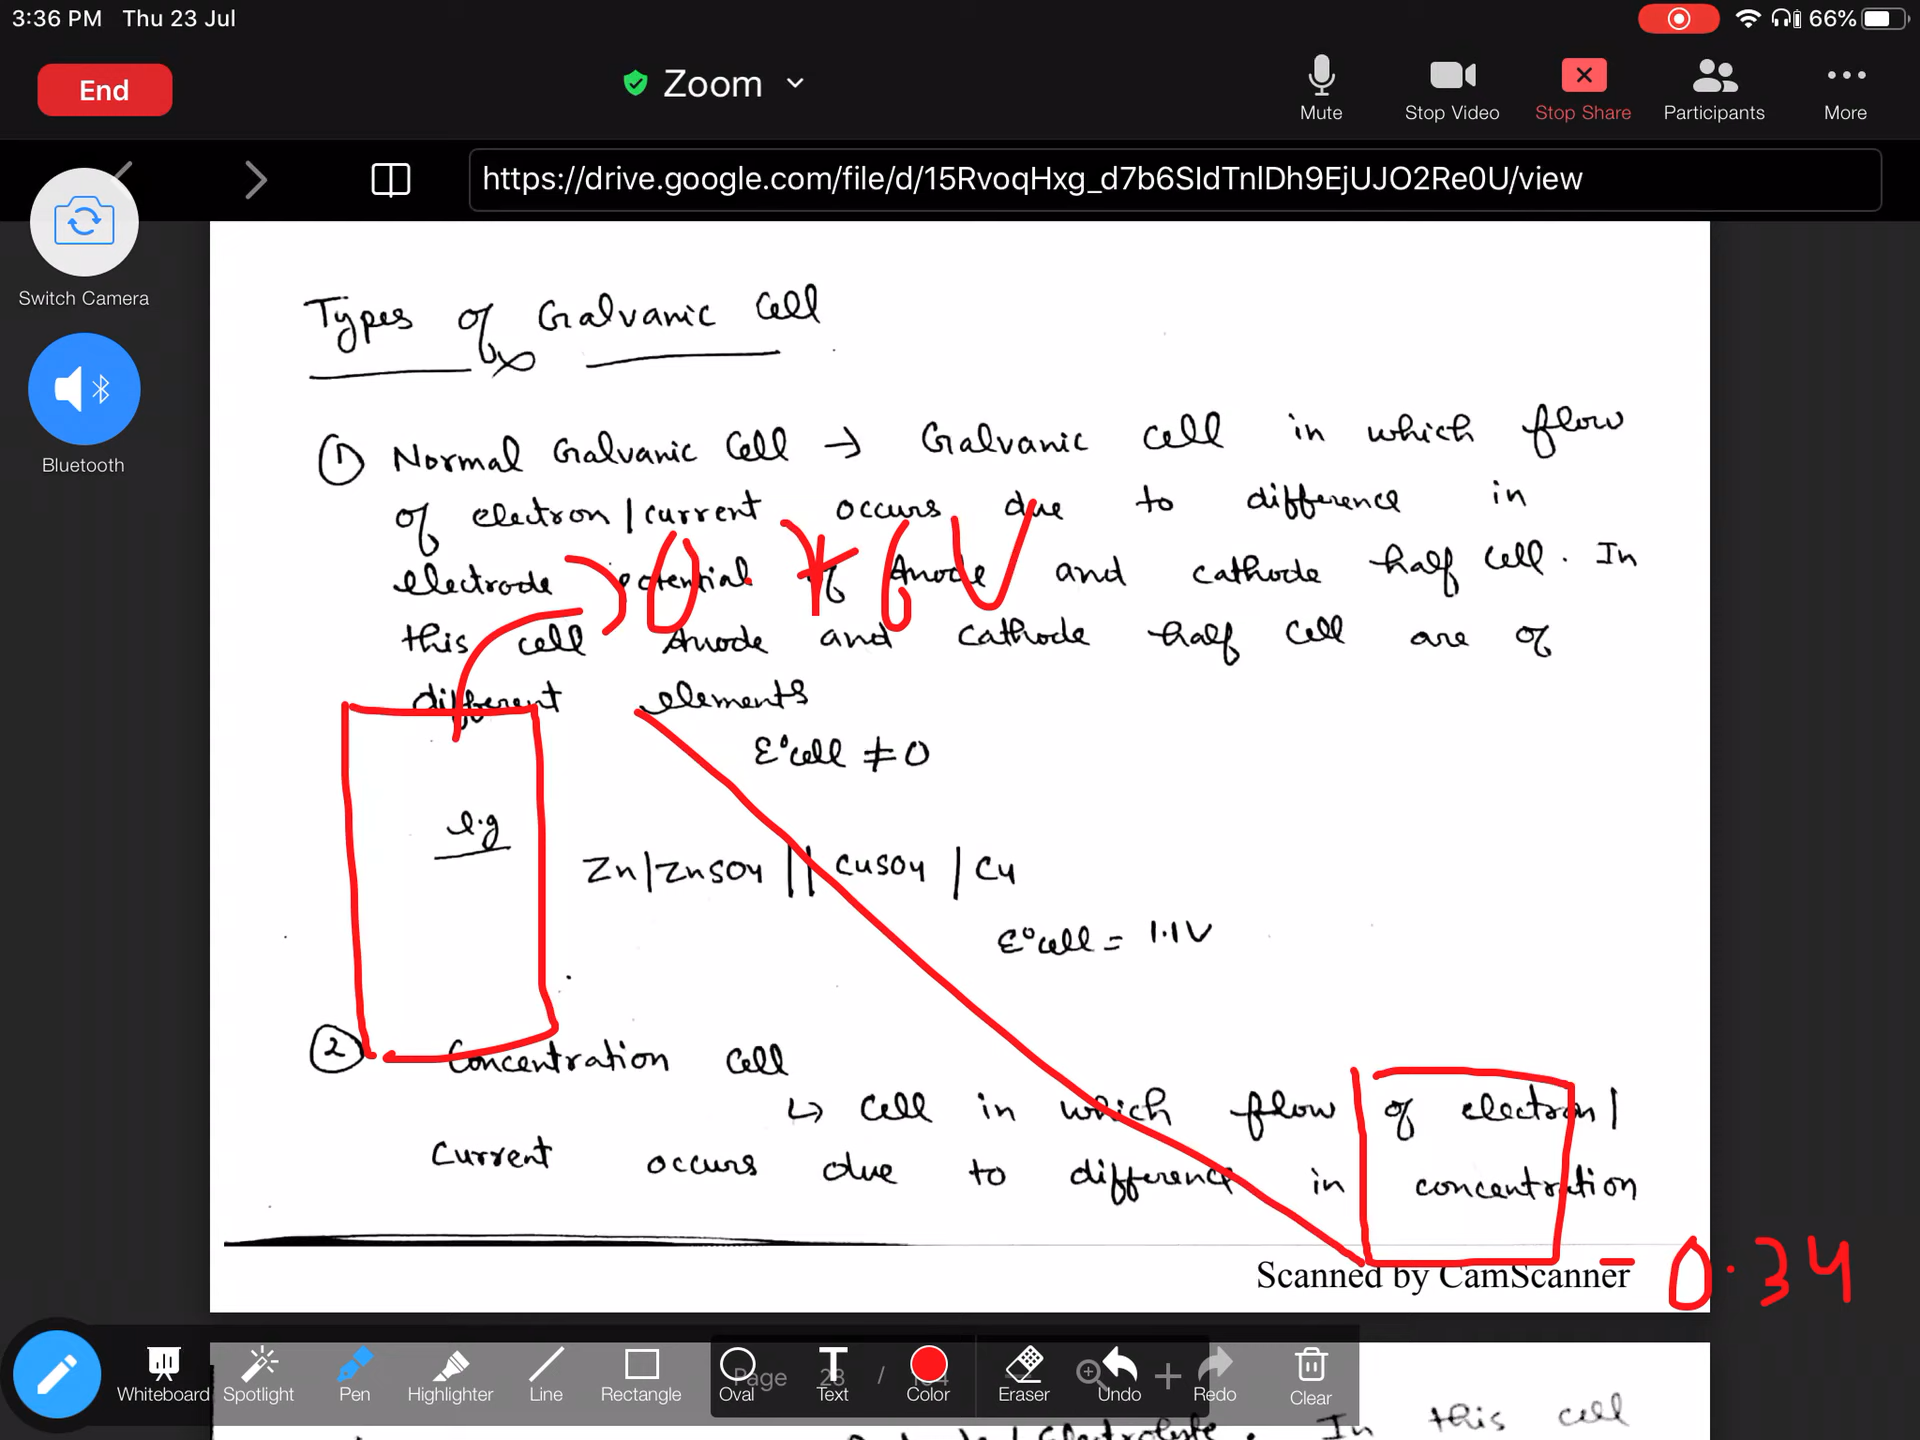 3:36 PM Thu 23 Jul
66%
End
Zoom
Mute
Stop Video
Stop Share
Participants
More
https://drive.google.com/file/d/15RvoqHxg_d7b6SIdTnlDh9EjUJO2Re0U/view
Switch Camera
Bluetooth
Types of Galvanic Cell
① Normal Galvanic Cell → Galvanic cell in which flow
of electron / current occurs due to difference in
electrode potential of Anode and cathode half cell. In
this cell Anode and cathode half cell are of
different elements
E°cell ≠ 0
e.g
Zn/ZnSO4 || CuSO4 / Cu
E°cell = 1.1V
② Concentration Cell
↳ Cell in which flow of electron /
Current occurs due to difference in concentration
Scanned by CamScanner
- 0.34
Whiteboard
Spotlight
Pen
Highlighter
Line
Rectangle
Oval
Text
Color
Eraser
Undo
Redo
Clear
Page /
In this cell